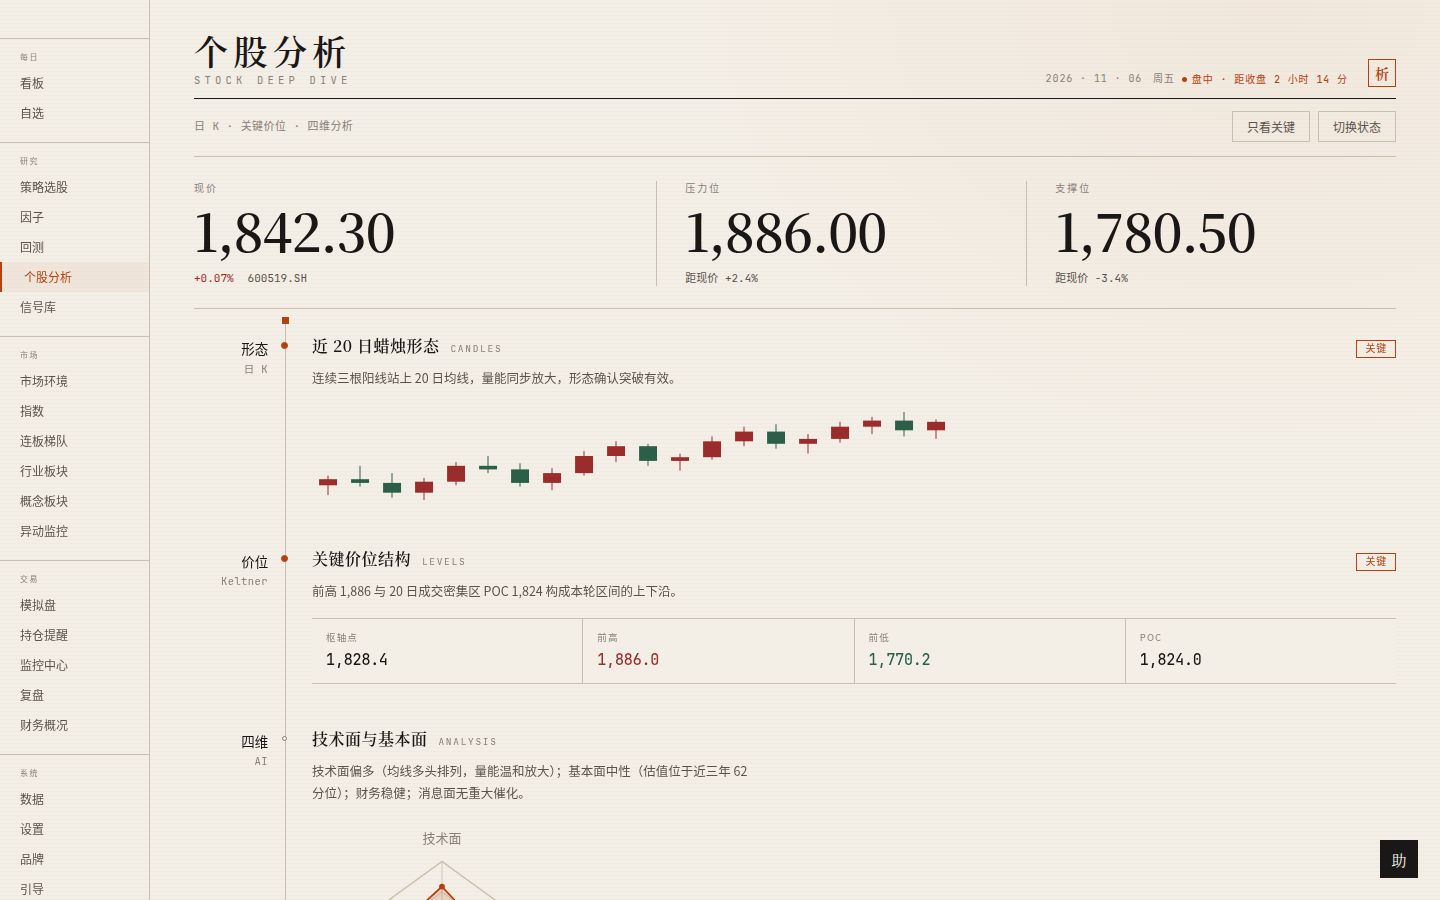 每日
看板
自选
研究
策略选股
因子
回测
个股分析
信号库
市场
市场环境
指数
连板梯队
行业板块
概念板块
异动监控
交易
模拟盘
持仓提醒
监控中心
复盘
财务概况
系统
数据
设置
品牌
引导
个股分析
STOCK DEEP DIVE
2026 · 11 · 06 周五 盘中 · 距收盘 2 小时 14 分
析
日 K · 关键价位 · 四维分析
只看关键
切换状态
现价
1,842.30
+0.07% 600519.SH
压力位
1,886.00
距现价 +2.4%
支撑位
1,780.50
距现价 -3.4%
形态
日 K
近 20 日蜡烛形态 CANDLES
关键
连续三根阳线站上 20 日均线，量能同步放大，形态确认突破有效。
价位
Keltner
关键价位结构 LEVELS
关键
前高 1,886 与 20 日成交密集区 POC 1,824 构成本轮区间的上下沿。
枢轴点
1,828.4
前高
1,886.0
前低
1,770.2
POC
1,824.0
四维
AI
技术面与基本面 ANALYSIS
技术面偏多（均线多头排列，量能温和放大）；基本面中性（估值位于近三年 62
分位）；财务稳健；消息面无重大催化。
技术面
助